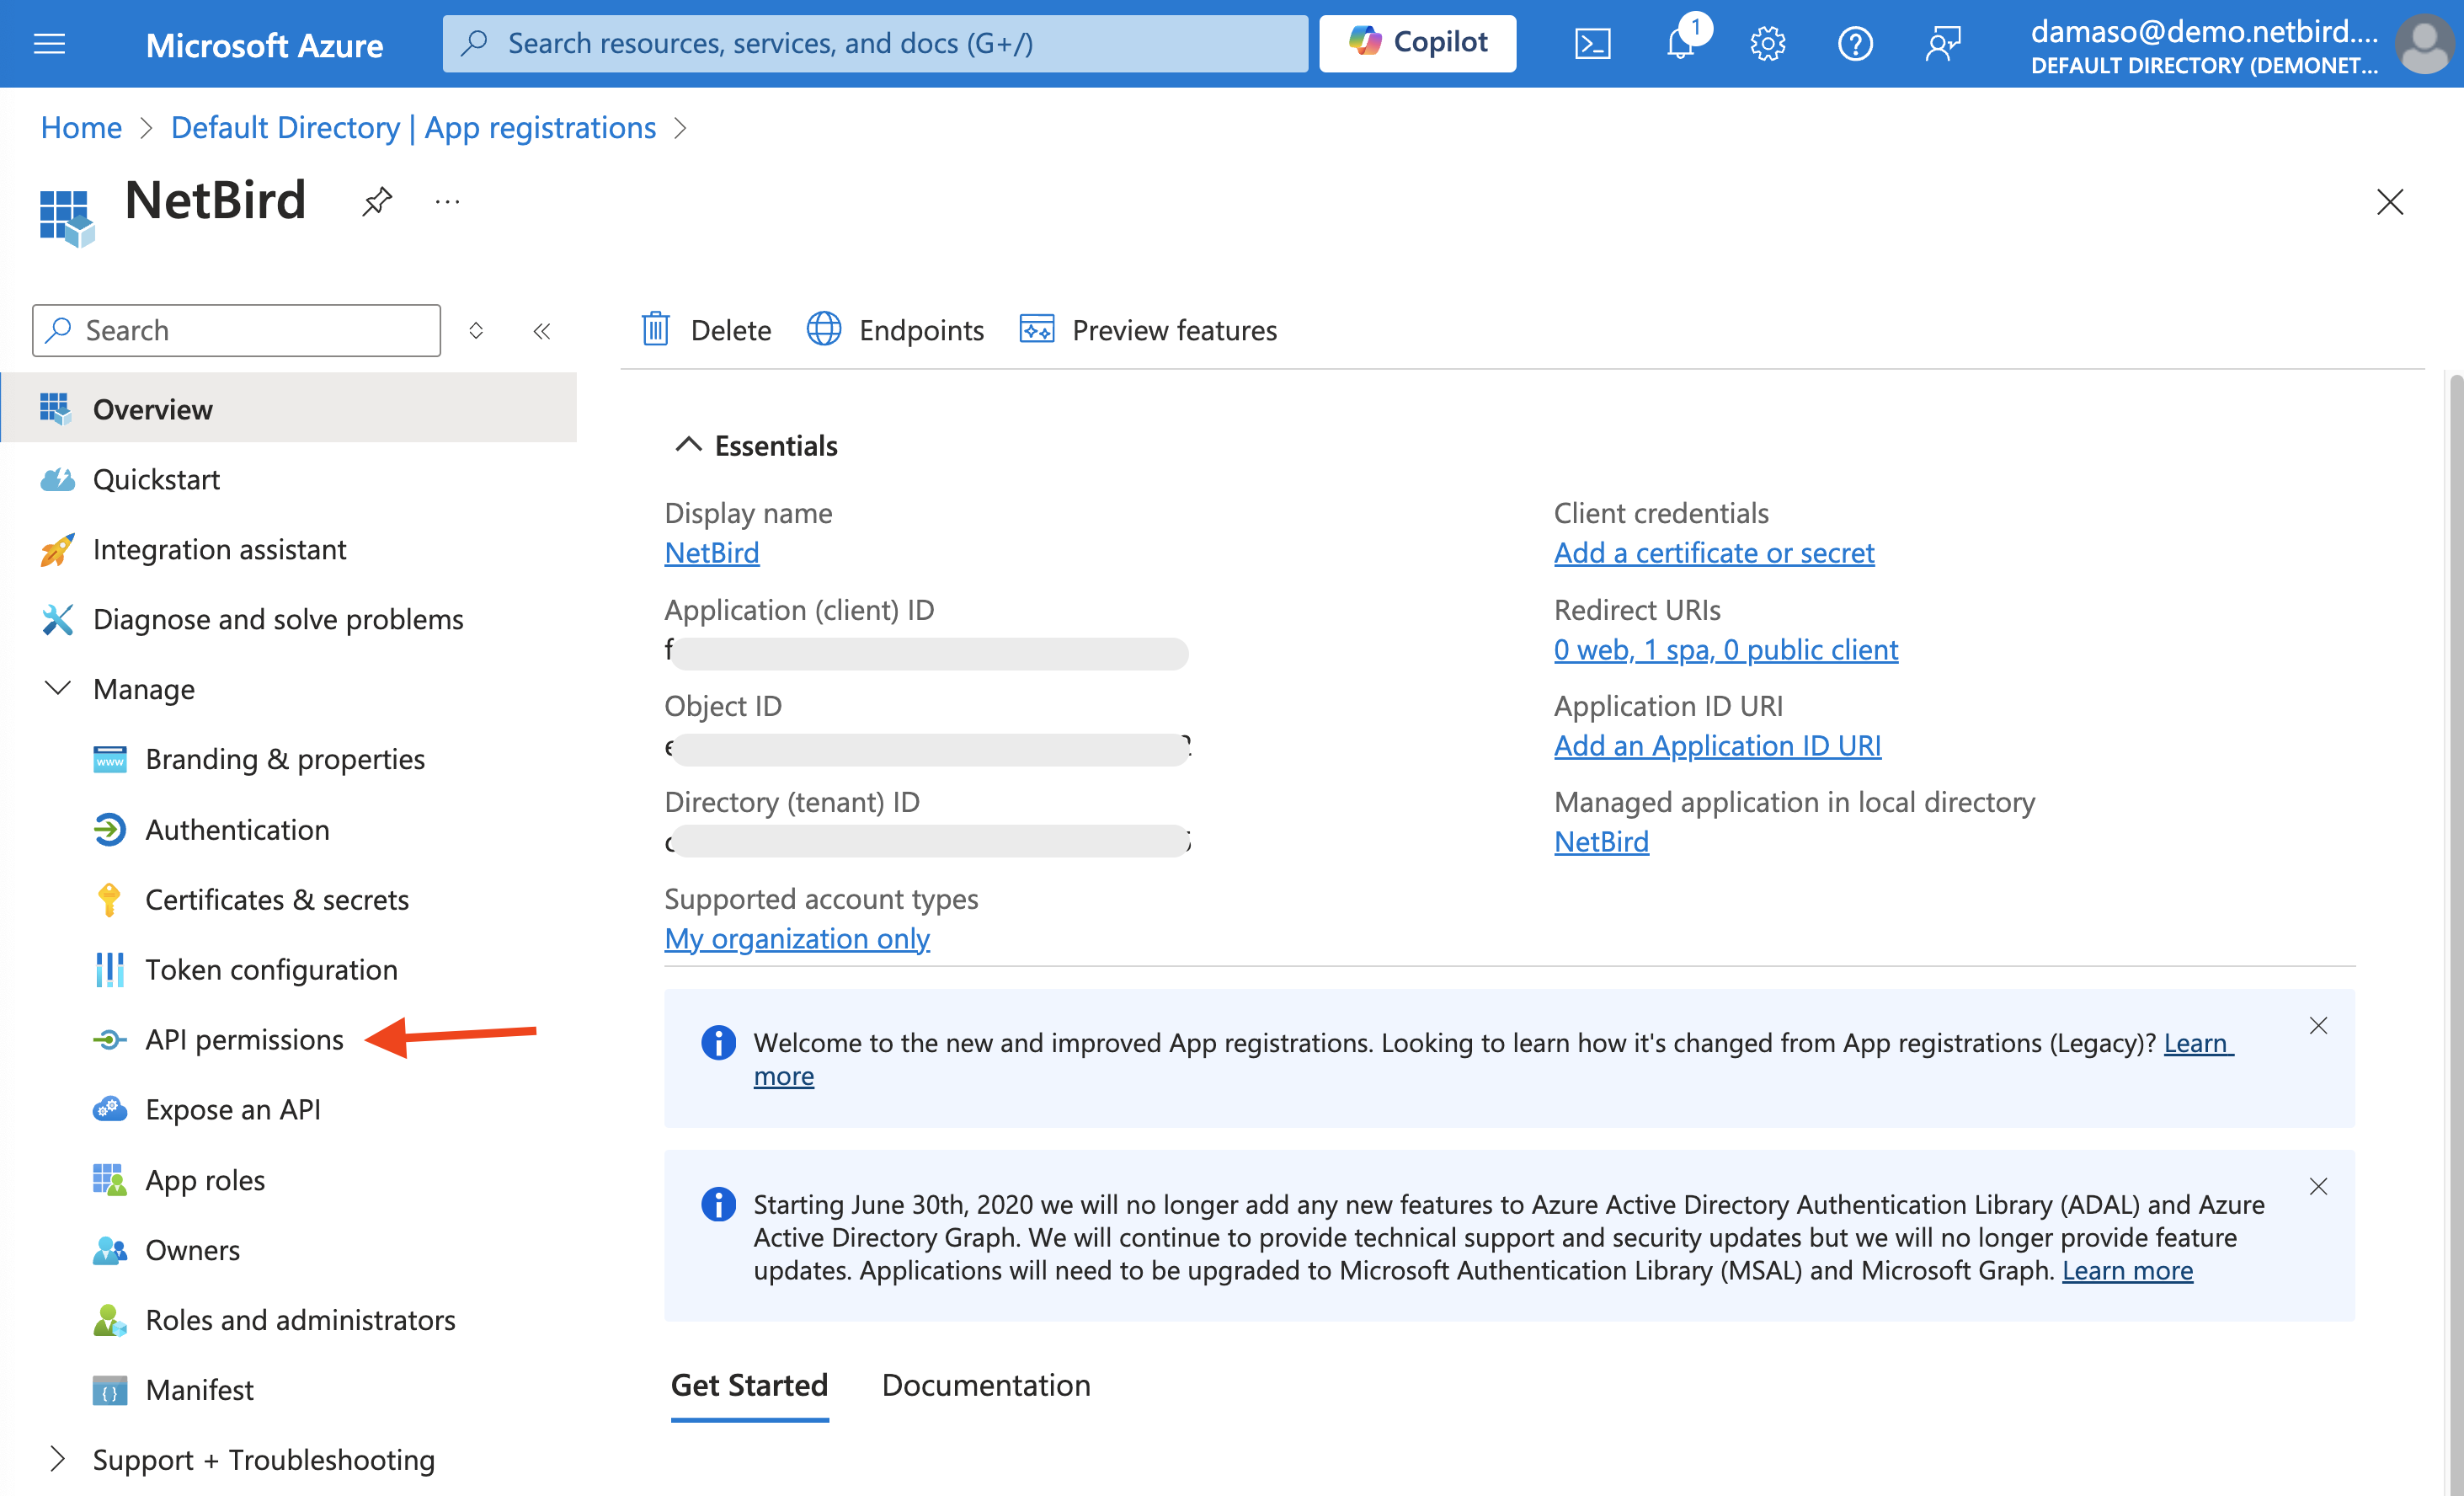 Microsoft Azure
Search resources, services, and docs (G+/)
Copilot
1
damaso@demo.netbird....
DEFAULT DIRECTORY (DEMONET...
Home > Default Directory | App registrations >
NetBird
...
Search
Delete
Endpoints
Preview features
Overview
Quickstart
Integration assistant
Diagnose and solve problems
Manage
Branding & properties
Authentication
Certificates & secrets
Token configuration
API permissions
Expose an API
App roles
Owners
Roles and administrators
Manifest
Support + Troubleshooting
Essentials
Display name
NetBird
Application (client) ID
f
Object ID
Directory (tenant) ID
Supported account types
My organization only
Client credentials
Add a certificate or secret
Redirect URIs
0 web, 1 spa, 0 public client
Application ID URI
Add an Application ID URI
Managed application in local directory
NetBird
Welcome to the new and improved App registrations. Looking to learn how it's changed from App registrations (Legacy)? Learn
more
Starting June 30th, 2020 we will no longer add any new features to Azure Active Directory Authentication Library (ADAL) and Azure
Active Directory Graph. We will continue to provide technical support and security updates but we will no longer provide feature
updates. Applications will need to be upgraded to Microsoft Authentication Library (MSAL) and Microsoft Graph. Learn more
Get Started
Documentation